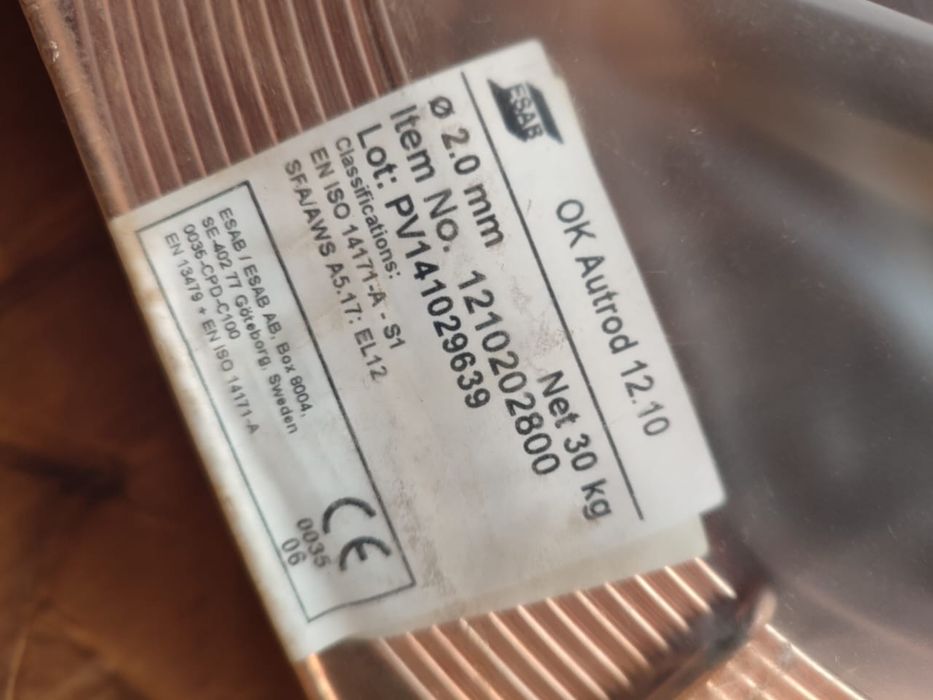 ESAB
OK Autrod 12.10
Ø 2.0 mm Net 30 kg
Item No. 1210202800
Lot: PV141029639
Classifications:
EN ISO 14171-A - S1
SFA/AWS A5.17: EL12
ESAB / ESAB AB, Box 8004,
SE-402 77 Göteborg, Sweden
0036-CPD-C100
EN 13479 + EN ISO 14171-A
CE
0035
06